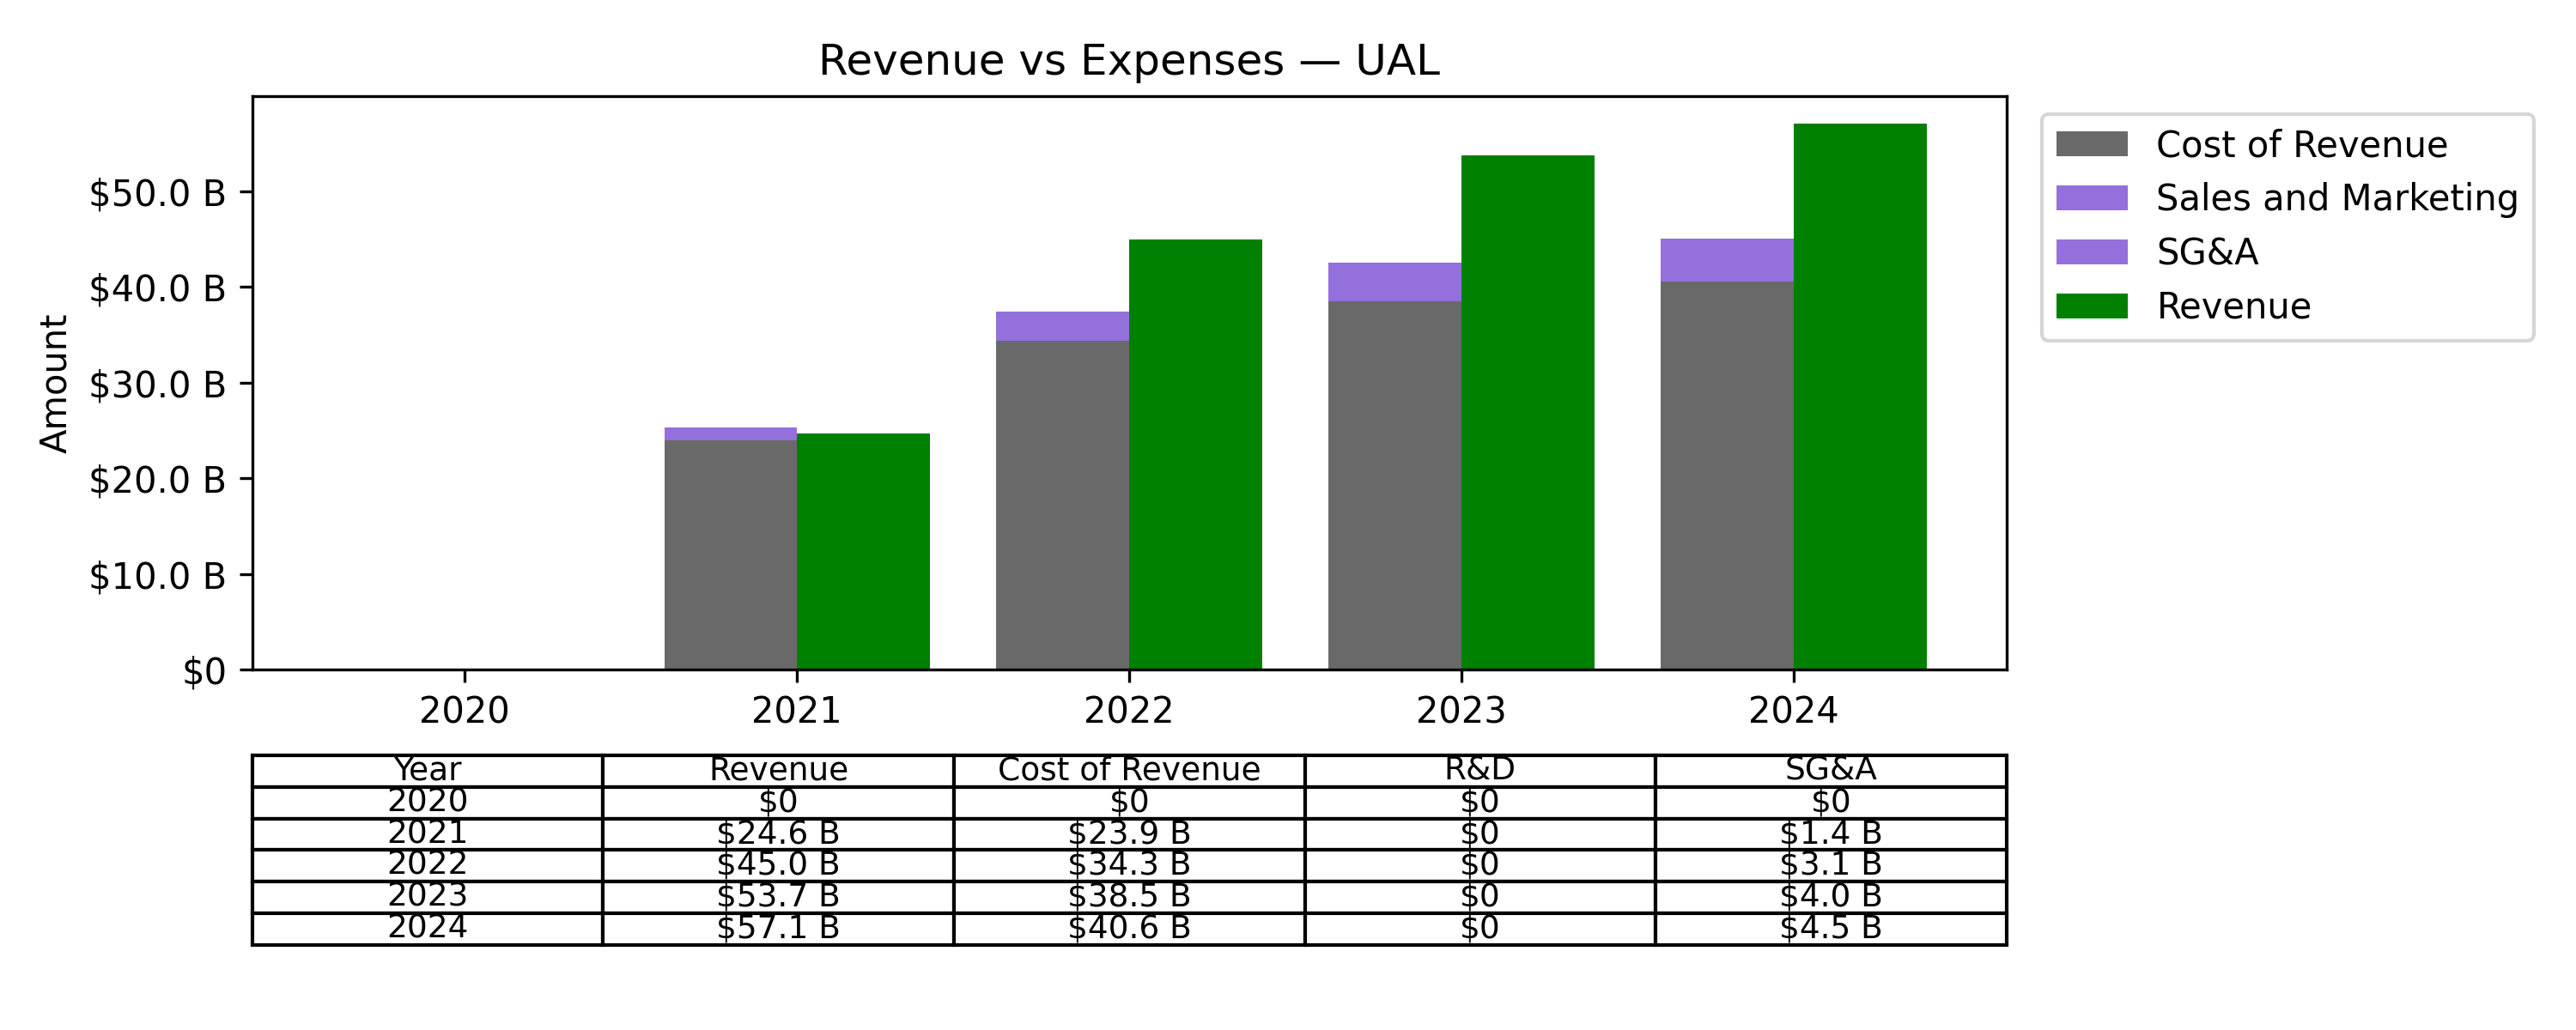 Revenue vs Expenses — UAL
Amount
$50.0 B
$40.0 B
$30.0 B
$20.0 B
$10.0 B
$0
2020 2021 2022 2023 2024
Cost of Revenue
Sales and Marketing
SG&A
Revenue
Year Revenue Cost of Revenue R&D SG&A
2020 $0 $0 $0 $0
2021 $24.6 B $23.9 B $0 $1.4 B
2022 $45.0 B $34.3 B $0 $3.1 B
2023 $53.7 B $38.5 B $0 $4.0 B
2024 $57.1 B $40.6 B $0 $4.5 B